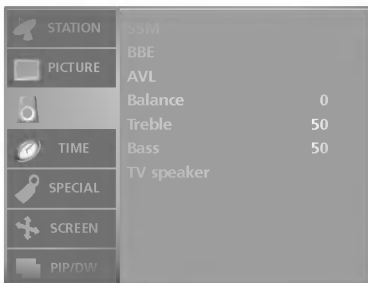 STATION
PICTURE
TIME
SPECIAL
SCREEN
PIP/DW
SSM
BBE
AVL
Balance 0
Treble 50
Bass 50
TV speaker